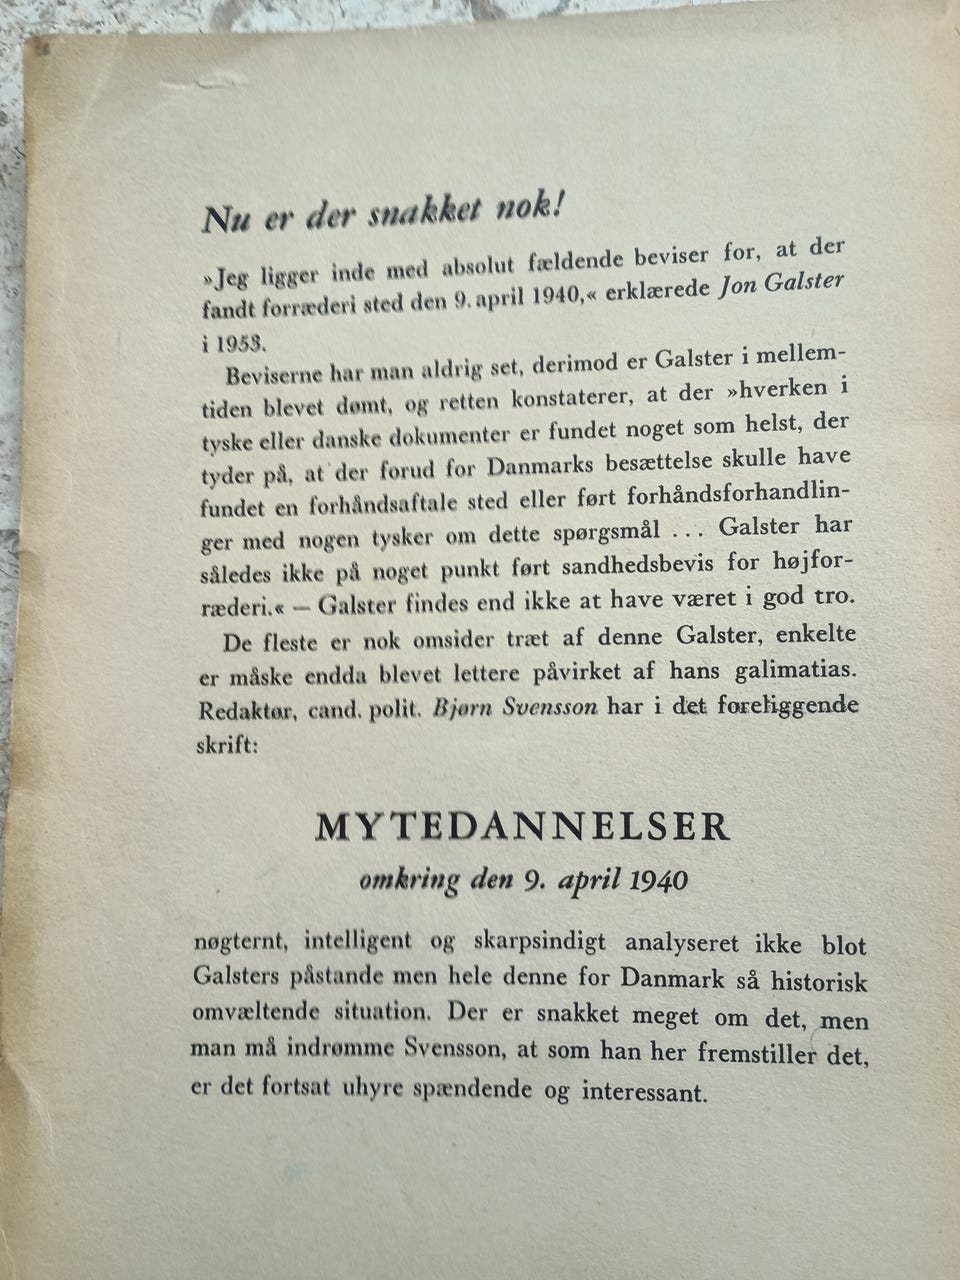 Nu er der snakket nok!
»Jeg ligger inde med absolut fældende beviser for, at der
fandt forræderi sted den 9. april 1940,« erklærede Jon Galster
i 1953.
Beviserne har man aldrig set, derimod er Galster i mellem-
tiden blevet dømt, og retten konstaterer, at der »hverken i
tyske eller danske dokumenter er fundet noget som helst, der
tyder på, at der forud for Danmarks besættelse skulle have
fundet en forhåndsaftale sted eller ført forhåndsforhandlin-
ger med nogen tysker om dette spørgsmål ... Galster har
således ikke på noget punkt ført sandhedsbevis for højfor-
ræderi.« — Galster findes end ikke at have været i god tro.
De fleste er nok omsider træt af denne Galster, enkelte
er måske endda blevet lettere påvirket af hans galimatias.
Redaktør, cand. polit. Bjørn Svensson har i det foreliggende
skrift:
MYTEDANNELSER
omkring den 9. april 1940
nøgternt, intelligent og skarpsindigt analyseret ikke blot
Galsters påstande men hele denne for Danmark så historisk
omvæltende situation. Der er snakket meget om det, men
man må indrømme Svensson, at som han her fremstiller det,
er det fortsat uhyre spændende og interessant.